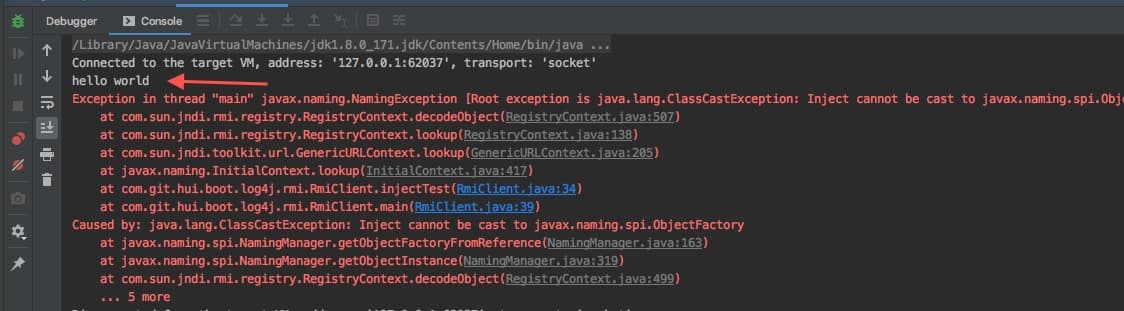 Debugger Console
/Library/Java/JavaVirtualMachines/jdk1.8.0_171.jdk/Contents/Home/bin/java ...
Connected to the target VM, address: '127.0.0.1:62037', transport: 'socket'
hello world
Exception in thread "main" javax.naming.NamingException [Root exception is java.lang.ClassCastException: Inject cannot be cast to javax.naming.spi.Obj
at com.sun.jndi.rmi.registry.RegistryContext.decodeObject(RegistryContext.java:507)
at com.sun.jndi.rmi.registry.RegistryContext.lookup(RegistryContext.java:138)
at com.sun.jndi.toolkit.url.GenericURLContext.lookup(GenericURLContext.java:205)
at javax.naming.InitialContext.lookup(InitialContext.java:417)
at com.git.hui.boot.log4j.rmi.RmiClient.injectTest(RmiClient.java:34)
at com.git.hui.boot.log4j.rmi.RmiClient.main(RmiClient.java:39)
Caused by: java.lang.ClassCastException: Inject cannot be cast to javax.naming.spi.ObjectFactory
at javax.naming.spi.NamingManager.getObjectFactoryFromReference(NamingManager.java:163)
at javax.naming.spi.NamingManager.getObjectInstance(NamingManager.java:319)
at com.sun.jndi.rmi.registry.RegistryContext.decodeObject(RegistryContext.java:499)
... 5 more